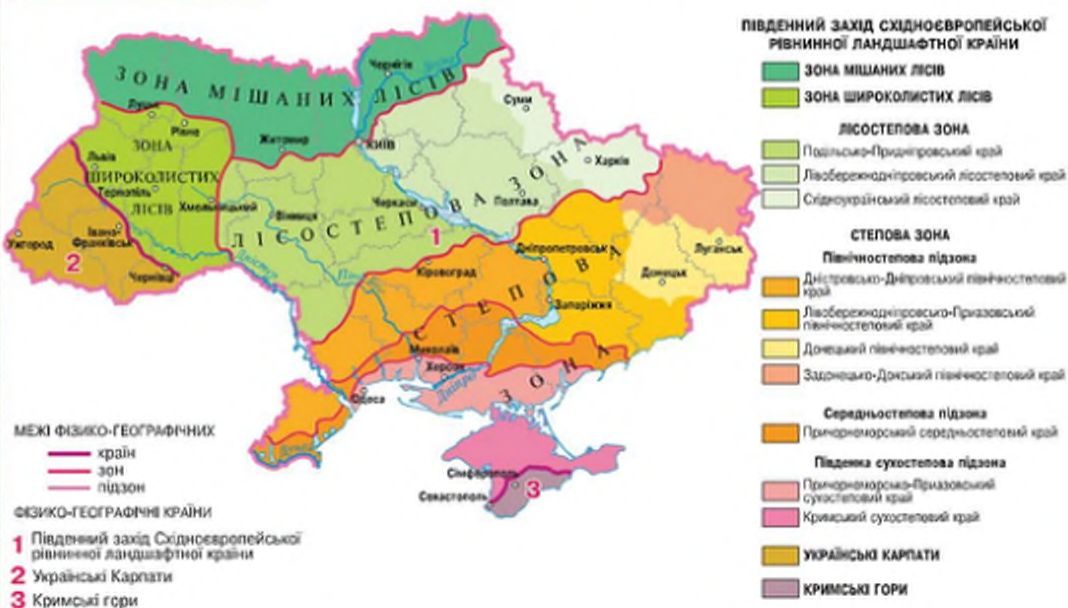 ПІВДЕННИЙ ЗАХІД СХІДНОЄВРОПЕЙСЬКОЇ
РІВНИННОЇ ЛАНДШАФТНОЇ КРАЇНИ
ЗОНА МІШАНИХ ЛІСІВ
ЗОНА ШИРОКОЛИСТИХ ЛІСІВ
ЛІСОСТЕПОВА ЗОНА
Подільсько-Придніпровський край
Лівобережнодніпровський лісостеповий край
Східноукраїнський лісостеповий край
СТЕПОВА ЗОНА
Північностепова підзона
Дністровсько-Дніпровський північностеповий
край
Лівобережнодніпровсько-Приазовський
північностеповий край
Донецький північностеповий край
Задонецько-Донський північностеповий край
Середньостепова підзона
Причорноморський середньостеповий край
Південна сухостепова підзона
Причорноморсько-Приазовський
сухостеповий край
Кримський сухостеповий край
УКРАЇНСЬКІ КАРПАТИ
КРИМСЬКІ ГОРИ
ЗОНА МІШАНИХ ЛІСІВ
Чернігів
Суми
Луцьк
Рівне
Житомир
КИЇВ
Харків
Львів
ЗОНА
ШИРОКОЛИСТИХ
ЛІСІВ
Тернопіль
Хмельницький
Вінниця
Черкаси
Полтава
ЛІСОСТЕПОВА ЗОНА
1
Ужгород
2
Івано-
Франківськ
Чернівці
Дністер
Кіровоград
Дніпропетровськ
Луганськ
Донецьк
Запоріжжя
СТЕПОВА
ЗОНА
Миколаїв
Херсон
Дніпро
Одеса
Дунай
Сімферополь
Севастополь
3
МЕЖІ ФІЗИКО-ГЕОГРАФІЧНИХ
країн
зон
підзон
ФІЗИКО-ГЕОГРАФІЧНІ КРАЇНИ
1 Південний захід Східноєвропейської
рівнинної ландшафтної країни
2 Українські Карпати
3 Кримські гори